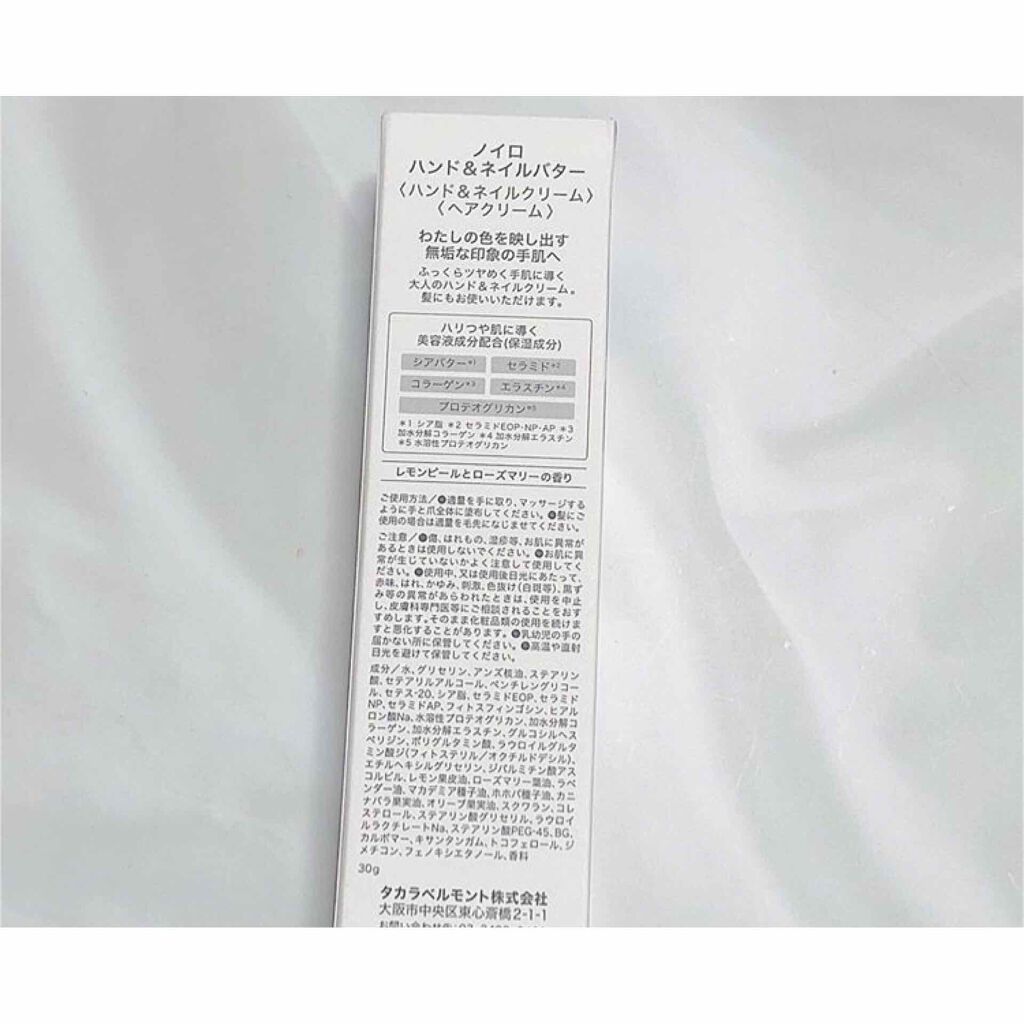 ノイロ
ハンド＆ネイルバター
〈ハンド＆ネイルクリーム〉
〈ヘアクリーム〉
わたしの色を映し出す
無垢な印象の手肌へ
ふっくらツヤめく手肌に導く
大人のハンド＆ネイルクリーム。
髪にもお使いいただけます。
ハリつや肌に導く
美容液成分配合(保湿成分)
シアバター*1 セラミド*2
コラーゲン*3 エラスチン*4
プロテオグリカン*5
*1 シア脂 *2 セラミドEOP・NP・AP *3
加水分解コラーゲン *4 加水分解エラスチン
*5 水溶性プロテオグリカン
レモンピールとローズマリーの香り
ご使用方法／●適量を手に取り、マッサージする
ように手と爪全体に塗布してください。●髪にご
使用の場合は適量を毛先になじませてください。
ご注意／●傷、はれもの、湿疹等、お肌に異常が
あるときは使用しないでください。●お肌に異
常が生じていないかよく注意して使用してく
ださい。●使用中、又は使用後日光にあたって、
赤味、はれ、かゆみ、刺激、色抜け(白斑等)、黒ず
み等の異常があらわれたときは、使用を中止
し、皮膚科専門医等にご相談されることをおす
すめします。そのまま化粧品類の使用を続けま
すと悪化することがあります。●乳幼児の手の
届かない所に保管してください。●高温や直射
日光を避けて保管してください。
成分／水、グリセリン、アンズ核油、ステアリン
酸、セテアリルアルコール、ペンチレングリコー
ル、セテス-20、シア脂、セラミドEOP、セラミド
NP、セラミドAP、フィトスフィンゴシン、ヒアル
ロン酸Na、水溶性プロテオグリカン、加水分解コ
ラーゲン、加水分解エラスチン、グルコシルヘス
ペリジン、ポリグルタミン酸、ラウロイルグルタ
ミン酸ジ(フィトステリル／オクチルドデシル)、
エチルヘキシルグリセリン、ジパルミチン酸アス
コルビル、レモン果皮油、ローズマリー葉油、ラベ
ンダー油、マカデミア種子油、ホホバ種子油、カニ
ナバラ果実油、オリーブ果実油、スクワラン、コレ
ステロール、ステアリン酸グリセリル、ラウロイ
ルラクチレートNa、ステアリン酸PEG-45、BG、
カルボマー、キサンタンガム、トコフェロール、ジ
メチコン、フェノキシエタノール、香料
30g
タカラベルモント株式会社
大阪市中央区東心斎橋2-1-1